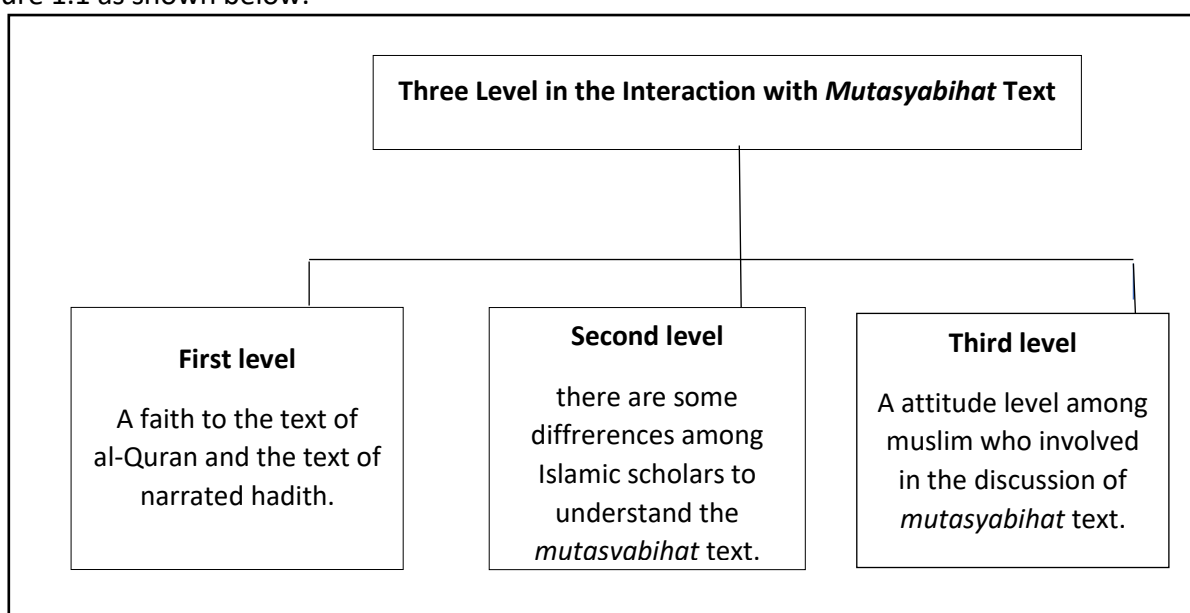 ure 1.1 as shown below:
Three Level in the Interaction with Mutasyabihat Text
First level
A faith to the text of
al-Quran and the text of
narrated hadith.
Second level
there are some
diffrerences among
Islamic scholars to
understand the
mutasyabihat text.
Third level
A attitude level among
muslim who involved
in the discussion of
mutasyabihat text.